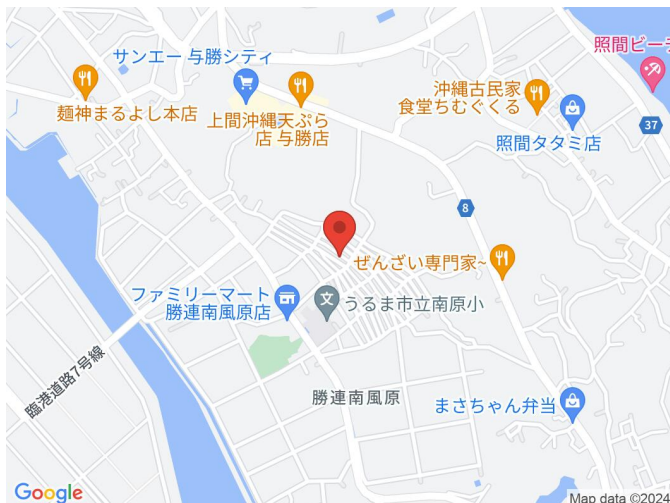 サンエー 与勝シティ
照間ビーチ
麺神まるよし本店
上間沖縄天ぷら
店 与勝店
沖縄古民家
食堂ちむぐくる
37
照間タタミ店
8
ぜんざい専門家~
ファミリーマート
勝連南風原店
文
うるま市立南原小
臨港道路7号線
勝連南風原
まさちゃん弁当
Google
Map data ©2024